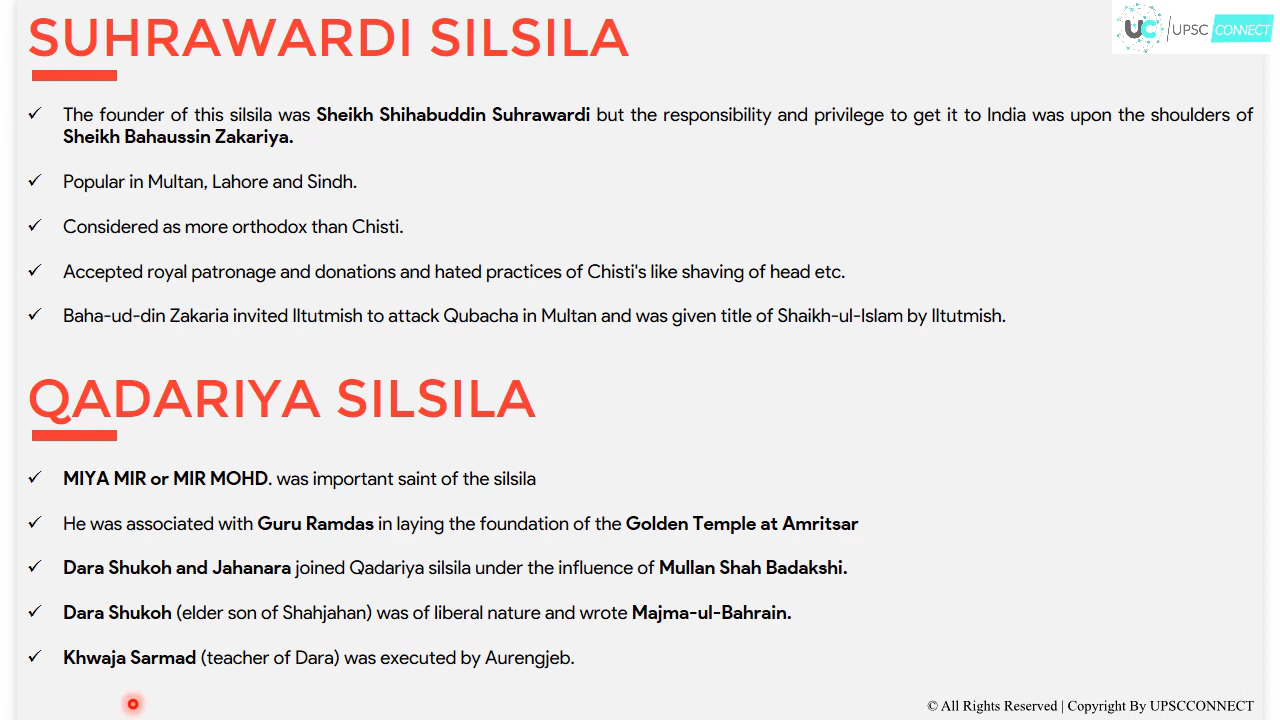 SUHRAWARDI SILSILA
UC | UPSC CONNECT
✓ The founder of this silsila was Sheikh Shihabuddin Suhrawardi but the responsibility and privilege to get it to India was upon the shoulders of
Sheikh Bahaussin Zakariya.
✓ Popular in Multan, Lahore and Sindh.
✓ Considered as more orthodox than Chisti.
✓ Accepted royal patronage and donations and hated practices of Chisti's like shaving of head etc.
✓ Baha-ud-din Zakaria invited Iltutmish to attack Qubacha in Multan and was given title of Shaikh-ul-Islam by Iltutmish.
QADARIYA SILSILA
✓ MIYA MIR or MIR MOHD. was important saint of the silsila
✓ He was associated with Guru Ramdas in laying the foundation of the Golden Temple at Amritsar
✓ Dara Shukoh and Jahanara joined Qadariya silsila under the influence of Mullan Shah Badakshi.
✓ Dara Shukoh (elder son of Shahjahan) was of liberal nature and wrote Majma-ul-Bahrain.
✓ Khwaja Sarmad (teacher of Dara) was executed by Aurengjeb.
© All Rights Reserved | Copyright By UPSCCONNECT